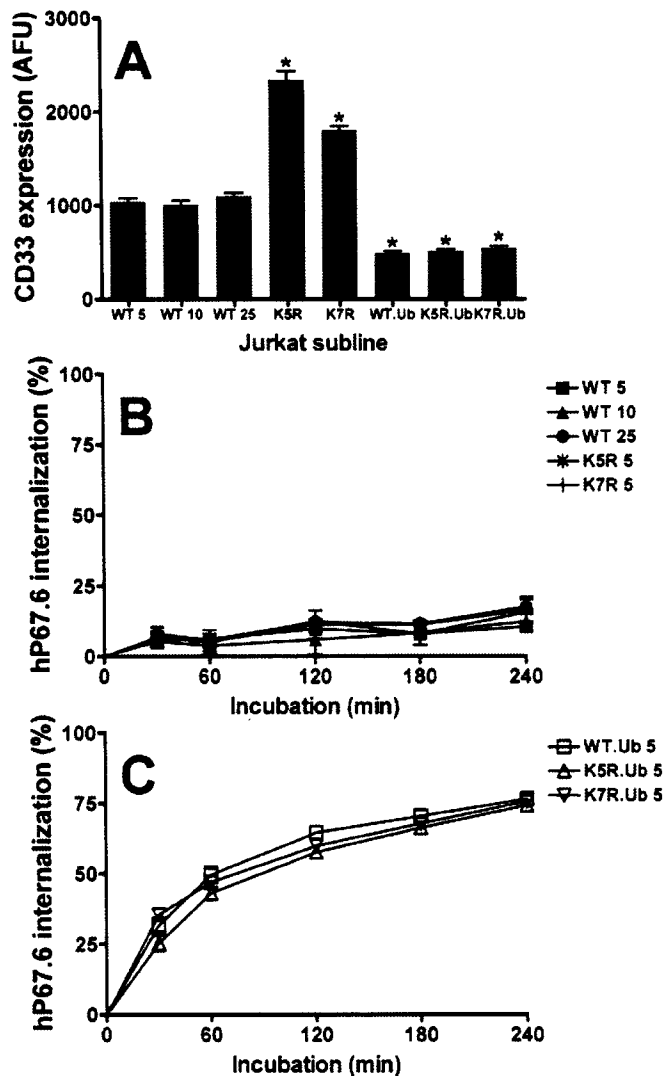 A
CD33 expression (AFU)
3000
2000
1000
0
* * * * *
WT 5 WT 10 WT 25 K5R K7R WT.Ub K5R.Ub K7R.Ub
Jurkat subline
B
hP67.6 internalization (%)
100
75
50
25
0
0 60 120 180 240
Incubation (min)
WT 5
WT 10
WT 25
K5R 5
K7R 5
C
hP67.6 internalization (%)
100
75
50
25
0
0 60 120 180 240
Incubation (min)
WT.Ub 5
K5R.Ub 5
K7R.Ub 5